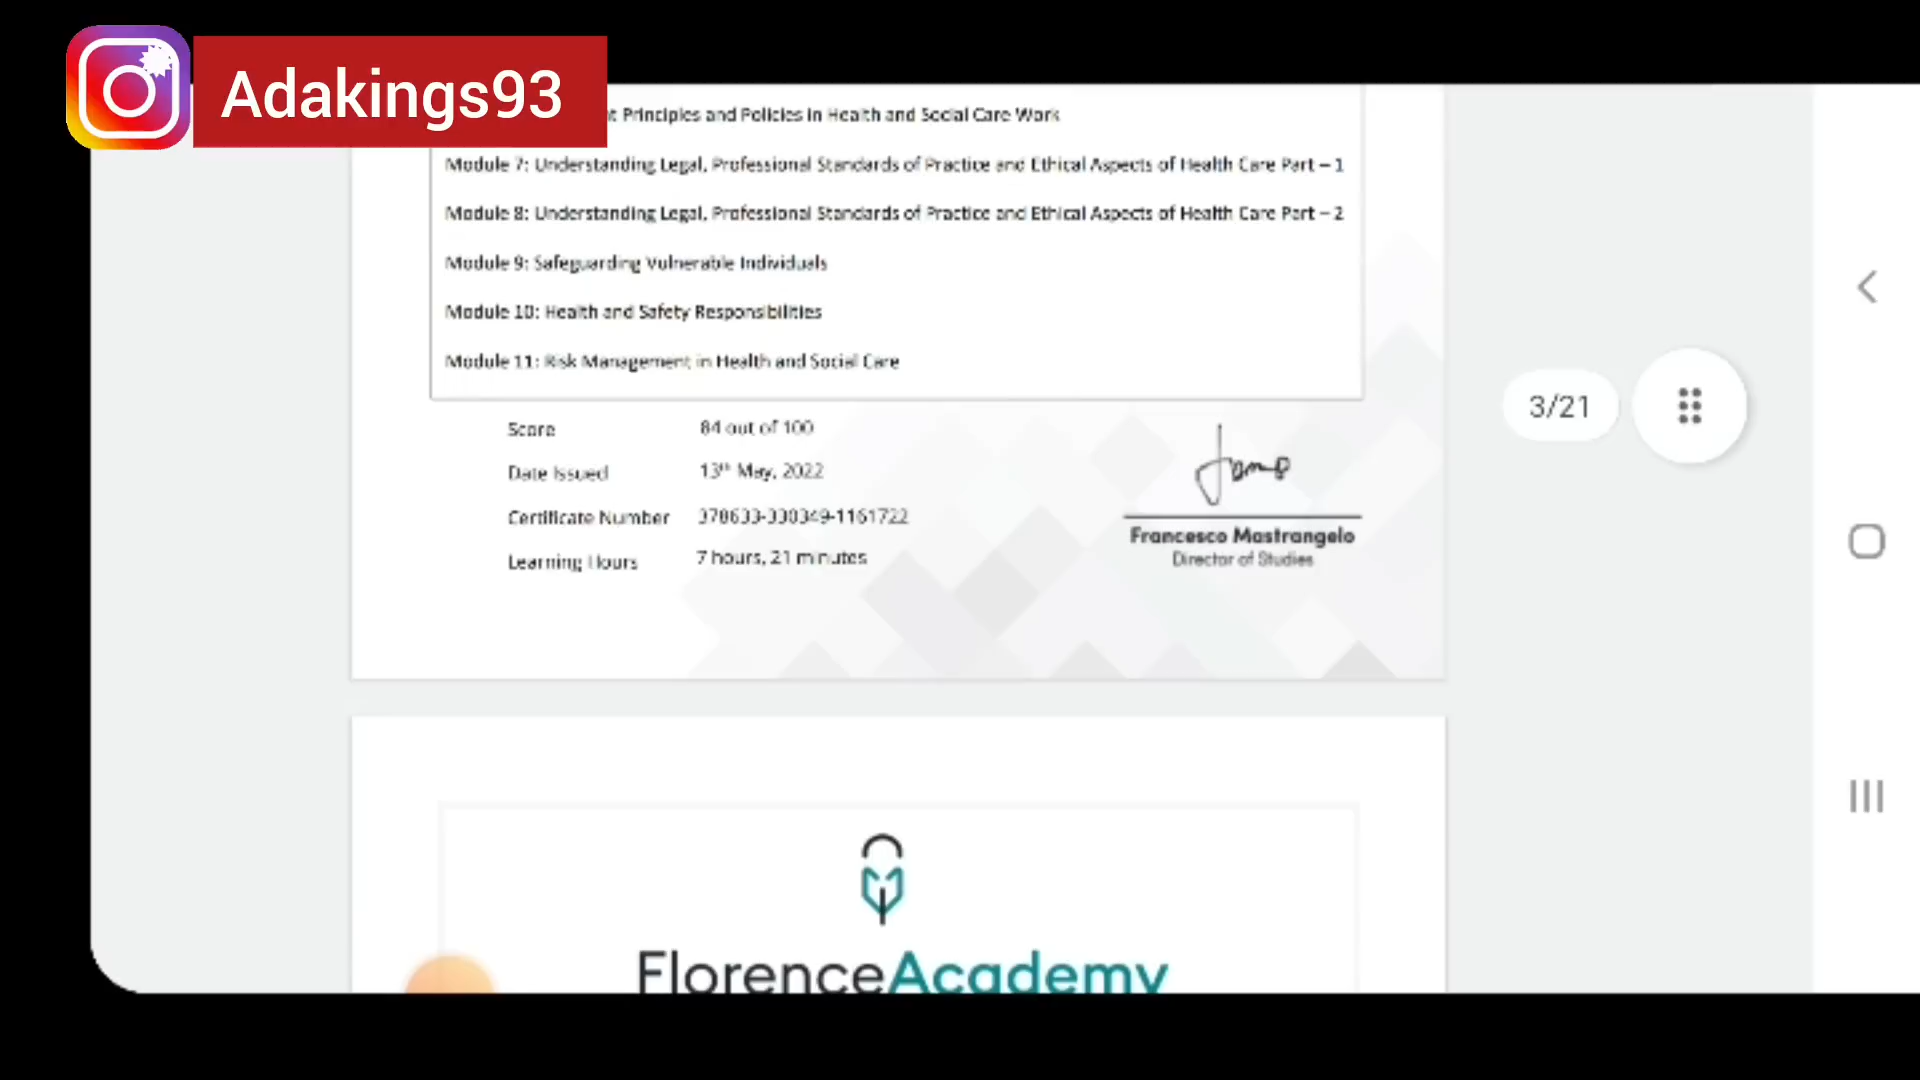 Adakings93
t Principles and Policies in Health and Social Care Work
Module 7: Understanding Legal, Professional Standards of Practice and Ethical Aspects of Health Care Part – 1
Module 8: Understanding Legal, Professional Standards of Practice and Ethical Aspects of Health Care Part – 2
Module 9: Safeguarding Vulnerable Individuals
Module 10: Health and Safety Responsibilities
Module 11: Risk Management in Health and Social Care
3/21
Score 84 out of 100
Date Issued 13th May, 2022
Certificate Number 378633-330349-1161722
Learning Hours 7 hours, 21 minutes
Francesco Mastrangelo
Director of Studies
FlorenceAcademy